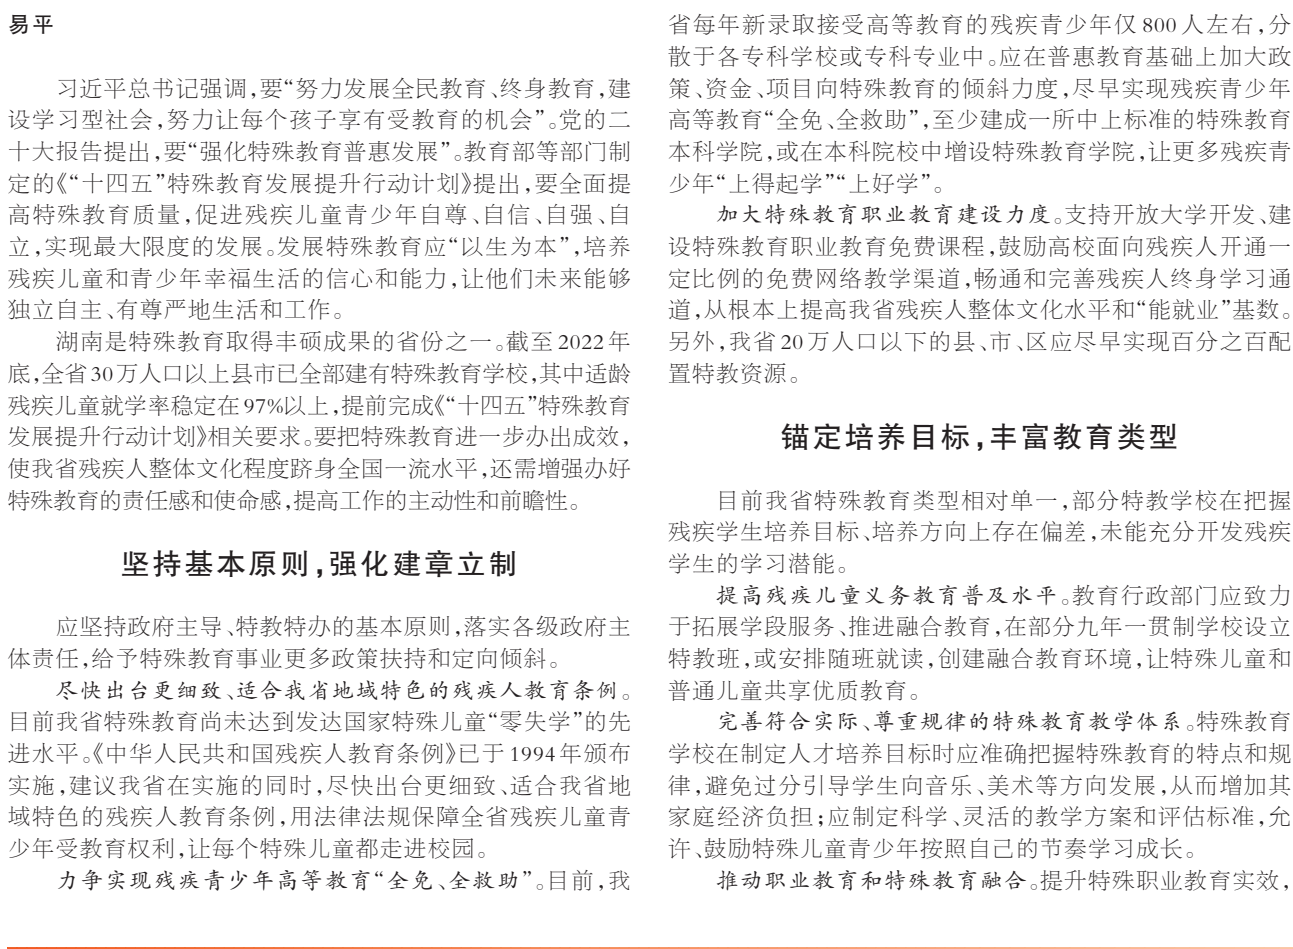 易平
习近平总书记强调,要“努力发展全民教育、终身教育,建
设学习型社会,努力让每个孩子享有受教育的机会”。党的二
十大报告提出,要“强化特殊教育普惠发展”。教育部等部门制
定的《“十四五”特殊教育发展提升行动计划》提出,要全面提
高特殊教育质量,促进残疾儿童青少年自尊、自信、自强、自
立,实现最大限度的发展。发展特殊教育应“以生为本”,培养
残疾儿童和青少年幸福生活的信心和能力,让他们未来能够
独立自主、有尊严地生活和工作。
湖南是特殊教育取得丰硕成果的省份之一。截至2022年
底,全省30万人口以上县市已全部建有特殊教育学校,其中适龄
残疾儿童就学率稳定在97%以上,提前完成《“十四五”特殊教育
发展提升行动计划》相关要求。要把特殊教育进一步办出成效,
使我省残疾人整体文化程度跻身全国一流水平,还需增强办好
特殊教育的责任感和使命感,提高工作的主动性和前瞻性。
坚持基本原则,强化建章立制
应坚持政府主导、特教特办的基本原则,落实各级政府主
体责任,给予特殊教育事业更多政策扶持和定向倾斜。
尽快出台更细致、适合我省地域特色的残疾人教育条例。
目前我省特殊教育尚未达到发达国家特殊儿童“零失学”的先
进水平。《中华人民共和国残疾人教育条例》已于1994年颁布
实施,建议我省在实施的同时,尽快出台更细致、适合我省地
域特色的残疾人教育条例,用法律法规保障全省残疾儿童青
少年受教育权利,让每个特殊儿童都走进校园。
力争实现残疾青少年高等教育“全免、全救助”。目前,我
省每年新录取接受高等教育的残疾青少年仅800人左右,分
散于各专科学校或专科专业中。应在普惠教育基础上加大政
策、资金、项目向特殊教育的倾斜力度,尽早实现残疾青少年
高等教育“全免、全救助”,至少建成一所中上标准的特殊教育
本科学院,或在本科院校中增设特殊教育学院,让更多残疾青
少年“上得起学”“上好学”。
加大特殊教育职业教育建设力度。支持开放大学开发、建
设特殊教育职业教育免费课程,鼓励高校面向残疾人开通一
定比例的免费网络教学渠道,畅通和完善残疾人终身学习通
道,从根本上提高我省残疾人整体文化水平和“能就业”基数。
另外,我省20万人口以下的县、市、区应尽早实现百分之百配
置特教资源。
锚定培养目标,丰富教育类型
目前我省特殊教育类型相对单一,部分特教学校在把握
残疾学生培养目标、培养方向上存在偏差,未能充分开发残疾
学生的学习潜能。
提高残疾儿童义务教育普及水平。教育行政部门应致力
于拓展学段服务、推进融合教育,在部分九年一贯制学校设立
特教班,或安排随班就读,创建融合教育环境,让特殊儿童和
普通儿童共享优质教育。
完善符合实际、尊重规律的特殊教育教学体系。特殊教育
学校在制定人才培养目标时应准确把握特殊教育的特点和规
律,避免过分引导学生向音乐、美术等方向发展,从而增加其
家庭经济负担;应制定科学、灵活的教学方案和评估标准,允
许、鼓励特殊儿童青少年按照自己的节奏学习成长。
推动职业教育和特殊教育融合。提升特殊职业教育实效,